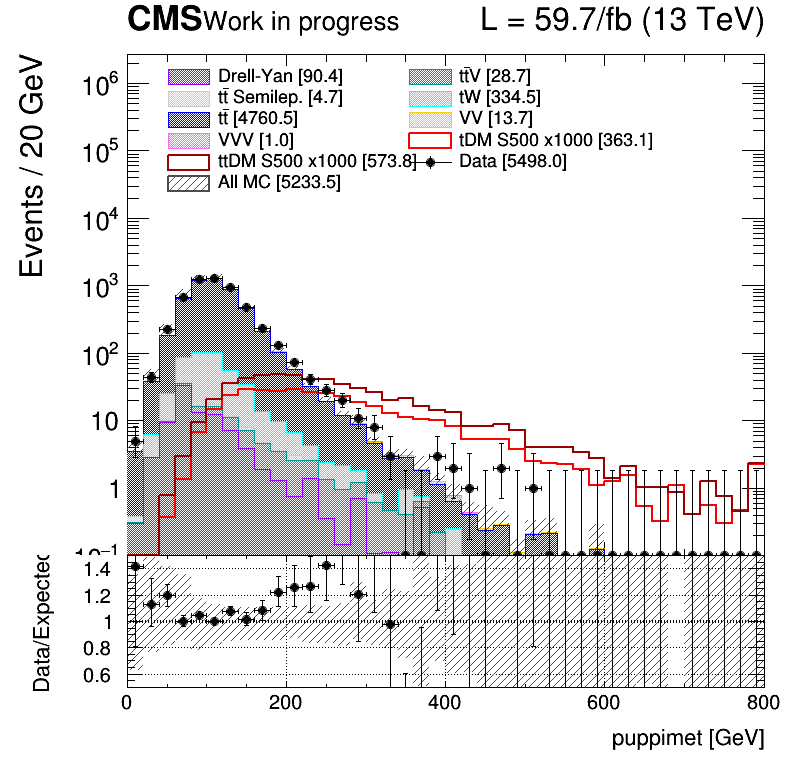 CMS Work in progress L = 59.7/fb (13 TeV)
Events / 20 GeV
Drell-Yan [90.4] tt̄V [28.7]
tt̄ Semilep. [4.7] tW [334.5]
tt̄ [4760.5] VV [13.7]
VVV [1.0] tDM S500 x1000 [363.1]
ttDM S500 x1000 [573.8] Data [5498.0]
All MC [5233.5]
10⁶
10⁵
10⁴
10³
10²
10
1
10⁻¹
Data/Expected
1.4
1.2
1
0.8
0.6
0 200 400 600 800
puppimet [GeV]